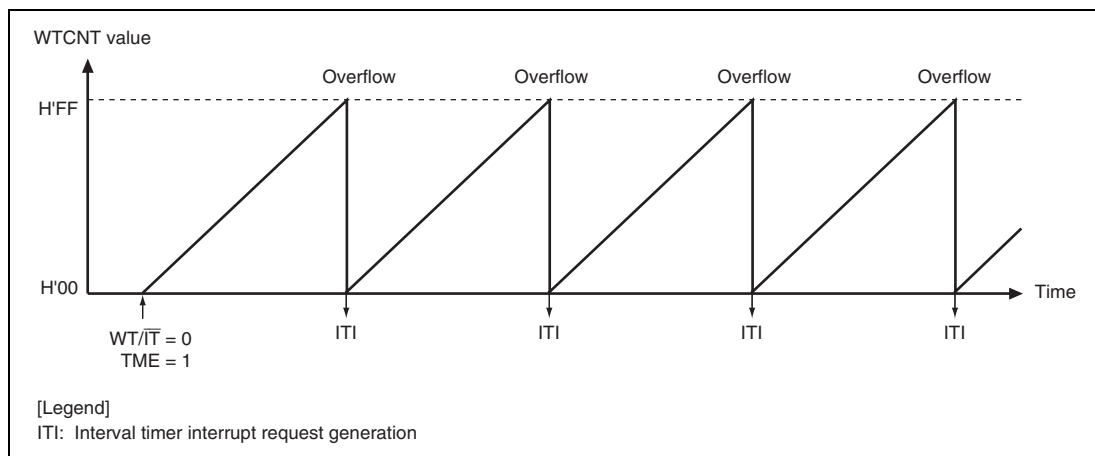 WTCNT value
Overflow Overflow Overflow Overflow
H'FF
H'00
Time
WT/I̅T̅ = 0
TME = 1
ITI ITI ITI ITI
[Legend]
ITI: Interval timer interrupt request generation